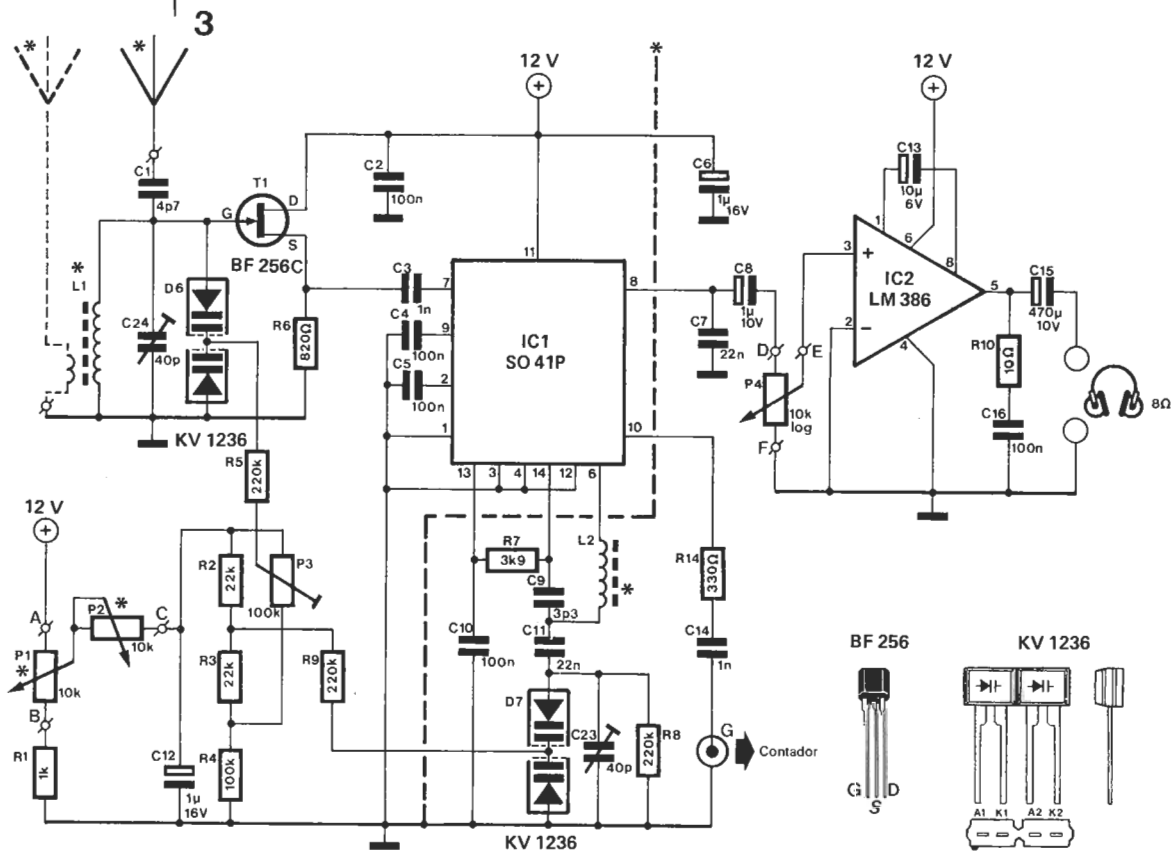 3
*
*
12 V
12 V
*
C1
4p7
T1
G
D
S
BF 256C
C2
100n
C6
1µ
16V
C13
10µ
6V
L1
*
C24
40p
D6
KV 1236
R6
820Ω
C3
1n
C4
100n
C5
100n
7
9
2
1
11
8
10
13
3
4
14
12
6
IC1
SO 41P
C8
1µ
10V
C7
22n
D
E
P4
10k
log
F
1
6
8
3
2
4
5
IC2
LM 386
+
−
C15
470µ
10V
R10
10Ω
C16
100n
8Ω
R5
220k
12 V
A
P1
*
10k
B
R1
1k
P2
*
10k
C
C12
1µ
16V
R2
22k
P3
100k
R3
22k
R4
100k
R9
220k
C10
100n
R7
3k9
C9
3p3
C11
22n
L2
*
D7
KV 1236
C23
40p
R8
220k
R14
330Ω
C14
1n
G
Contador
BF 256
G
S
D
KV 1236
A1 K1 A2 K2